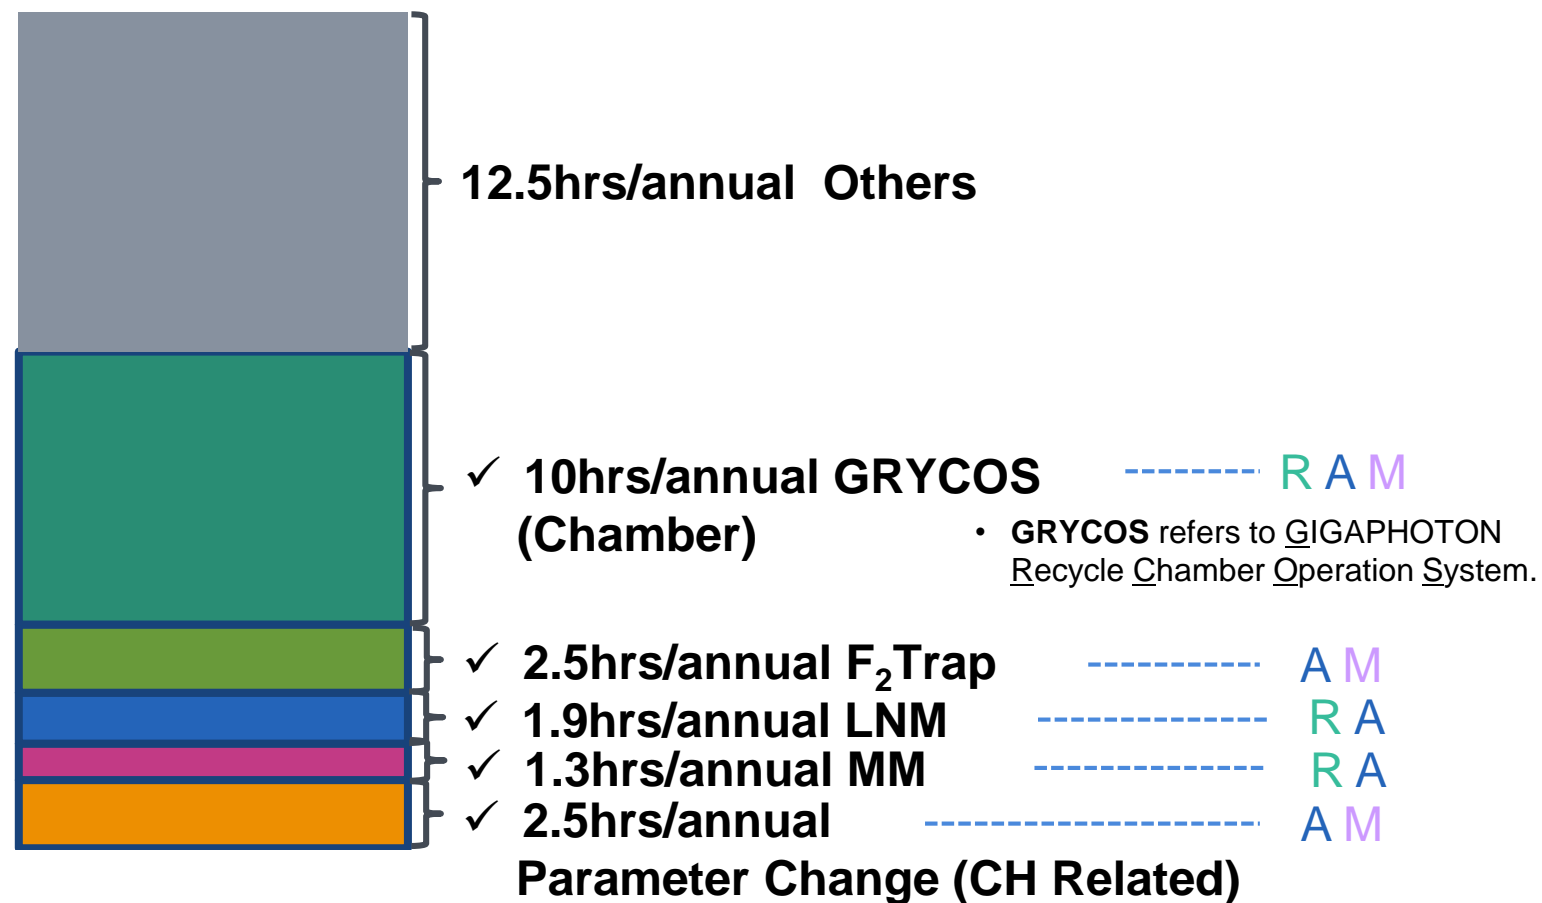 12.5hrs/annual  Others
✓ 10hrs/annual GRYCOS
(Chamber)
R A M
• GRYCOS refers to GIGAPHOTON
Recycle Chamber Operation System.
✓ 2.5hrs/annual F₂Trap
A M
✓ 1.9hrs/annual LNM
R A
✓ 1.3hrs/annual MM
R A
✓ 2.5hrs/annual
A M
Parameter Change (CH Related)